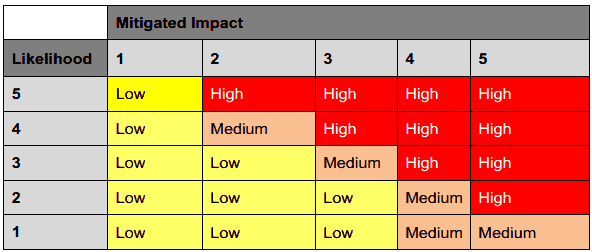 Mitigated Impact
Likelihood 1 2 3 4 5
5 Low High High High High
4 Low Medium High High High
3 Low Low Medium High High
2 Low Low Low Medium High
1 Low Low Low Medium Medium